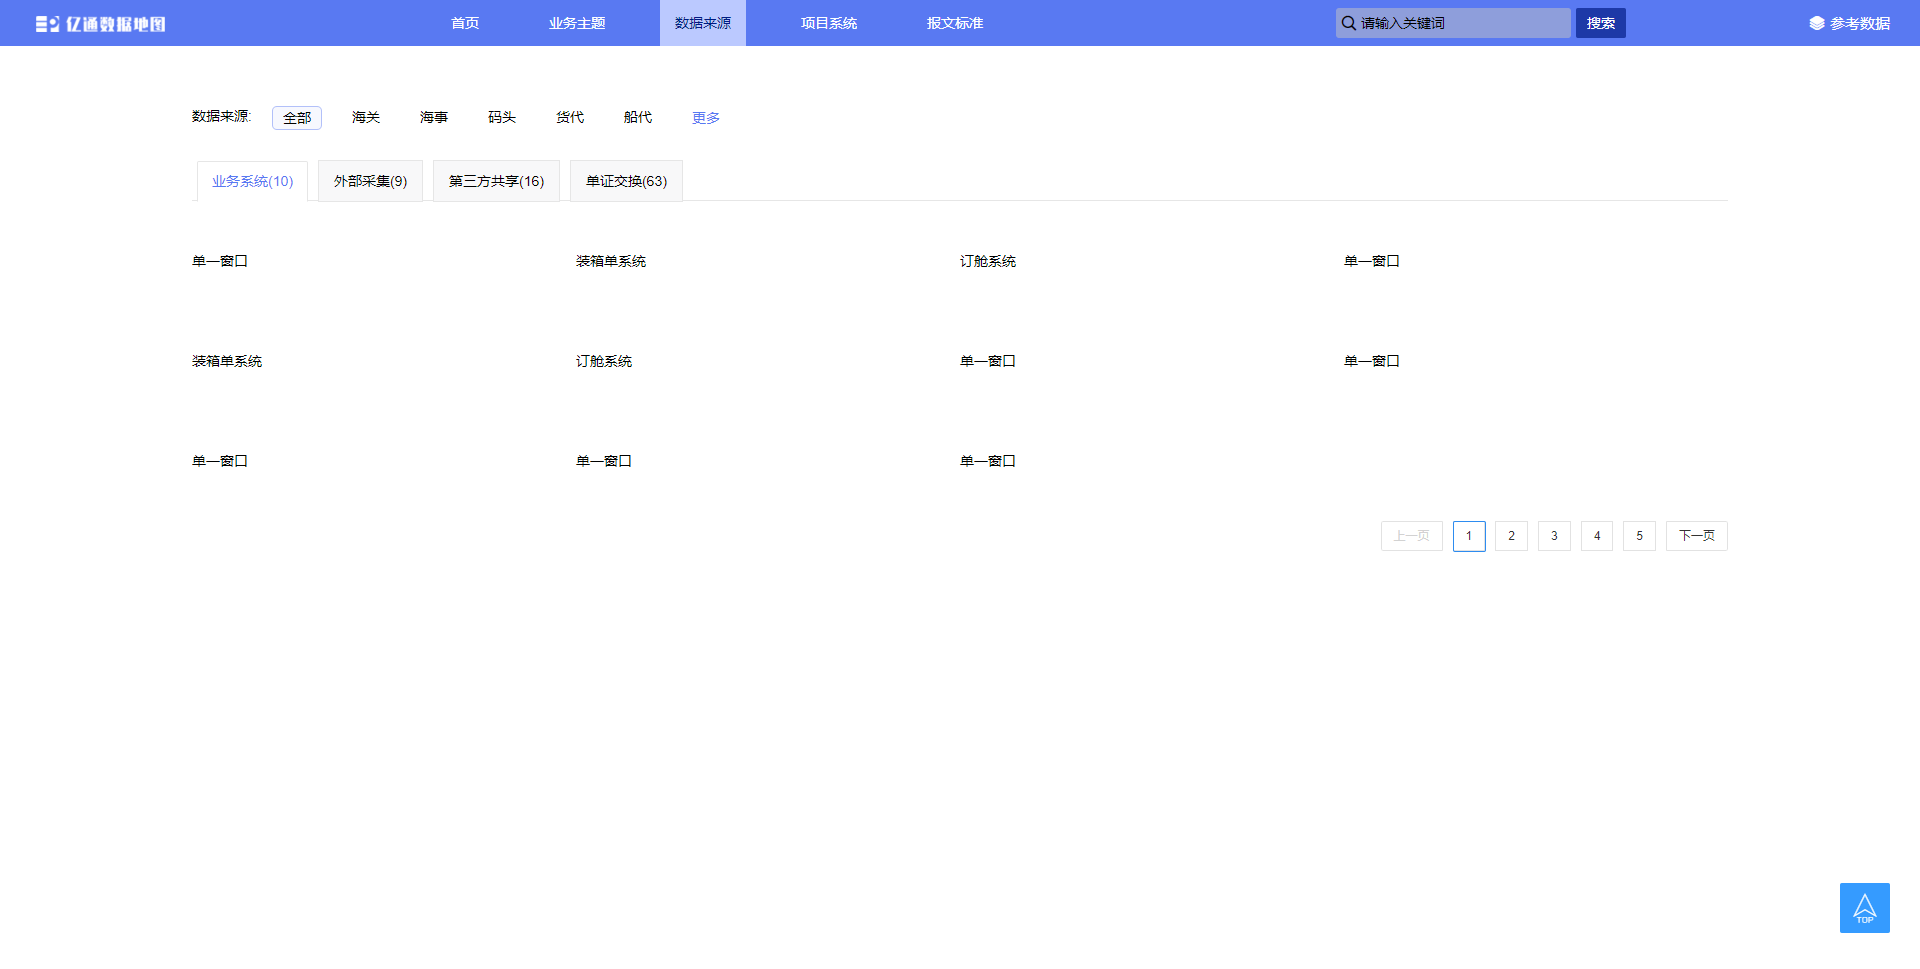 亿通数据地图 首页 业务主题 数据来源 项目系统 报文标准 请输入关键词 搜索 参考数据
数据来源: 全部 海关 海事 码头 货代 船代 更多
业务系统(10) 外部采集(9) 第三方共享(16) 单证交换(63)
单一窗口 装箱单系统 订舱系统 单一窗口
装箱单系统 订舱系统 单一窗口 单一窗口
单一窗口 单一窗口 单一窗口
上一页 1 2 3 4 5 下一页
TOP